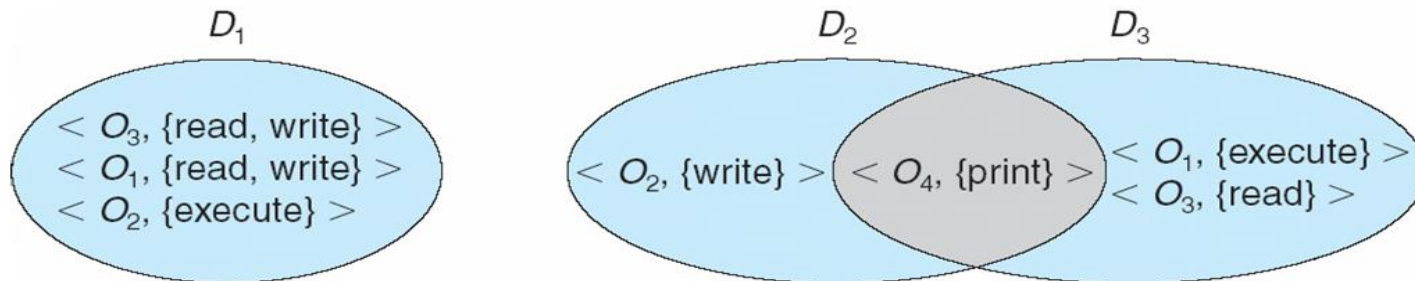 D₁
D₂
D₃
< O₃, {read, write} >
< O₁, {read, write} >
< O₂, {execute} >
< O₂, {write} >
< O₄, {print} >
< O₁, {execute} >
< O₃, {read} >